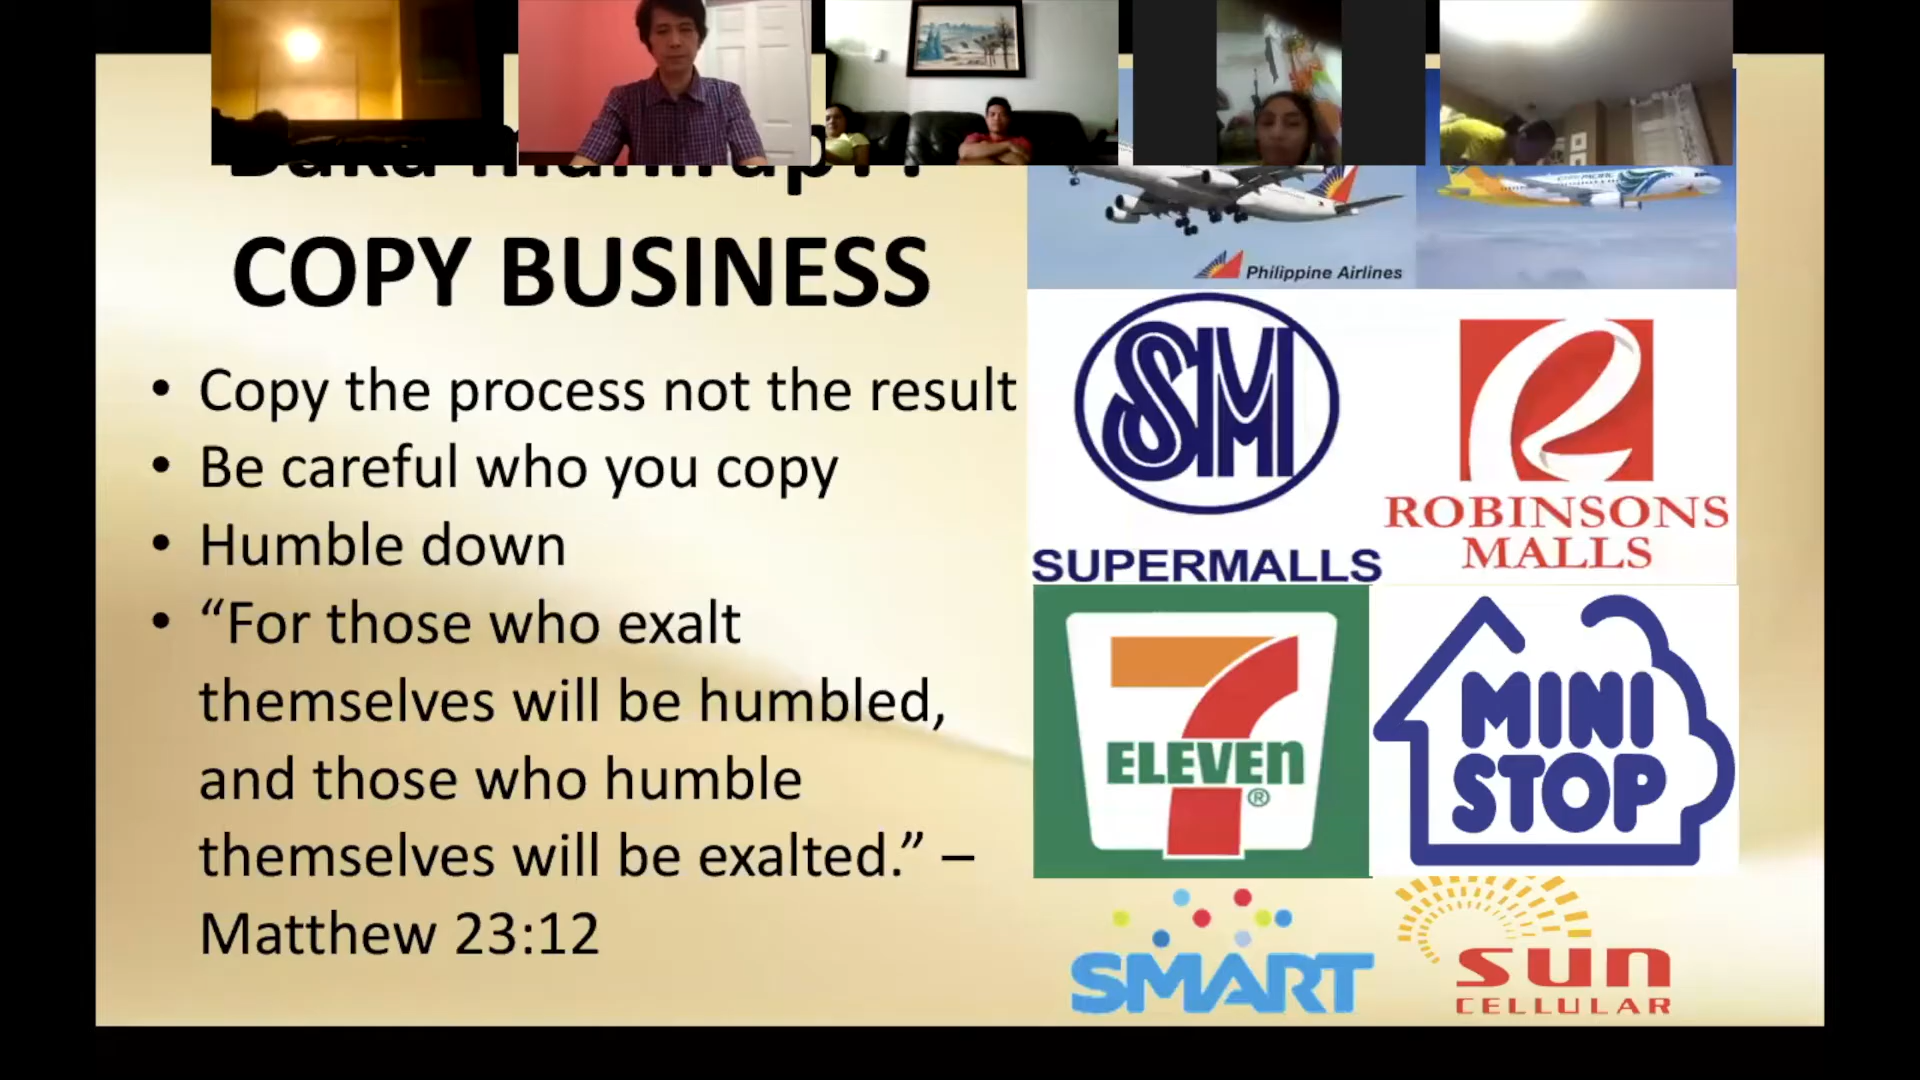 COPY BUSINESS
• Copy the process not the result
• Be careful who you copy
• Humble down
• “For those who exalt
themselves will be humbled,
and those who humble
themselves will be exalted.” –
Matthew 23:12
Philippine Airlines
SM
SUPERMALLS
R
ROBINSONS
MALLS
7
ELEVEn
®
MINI
STOP
SMART
sun
CELLULAR